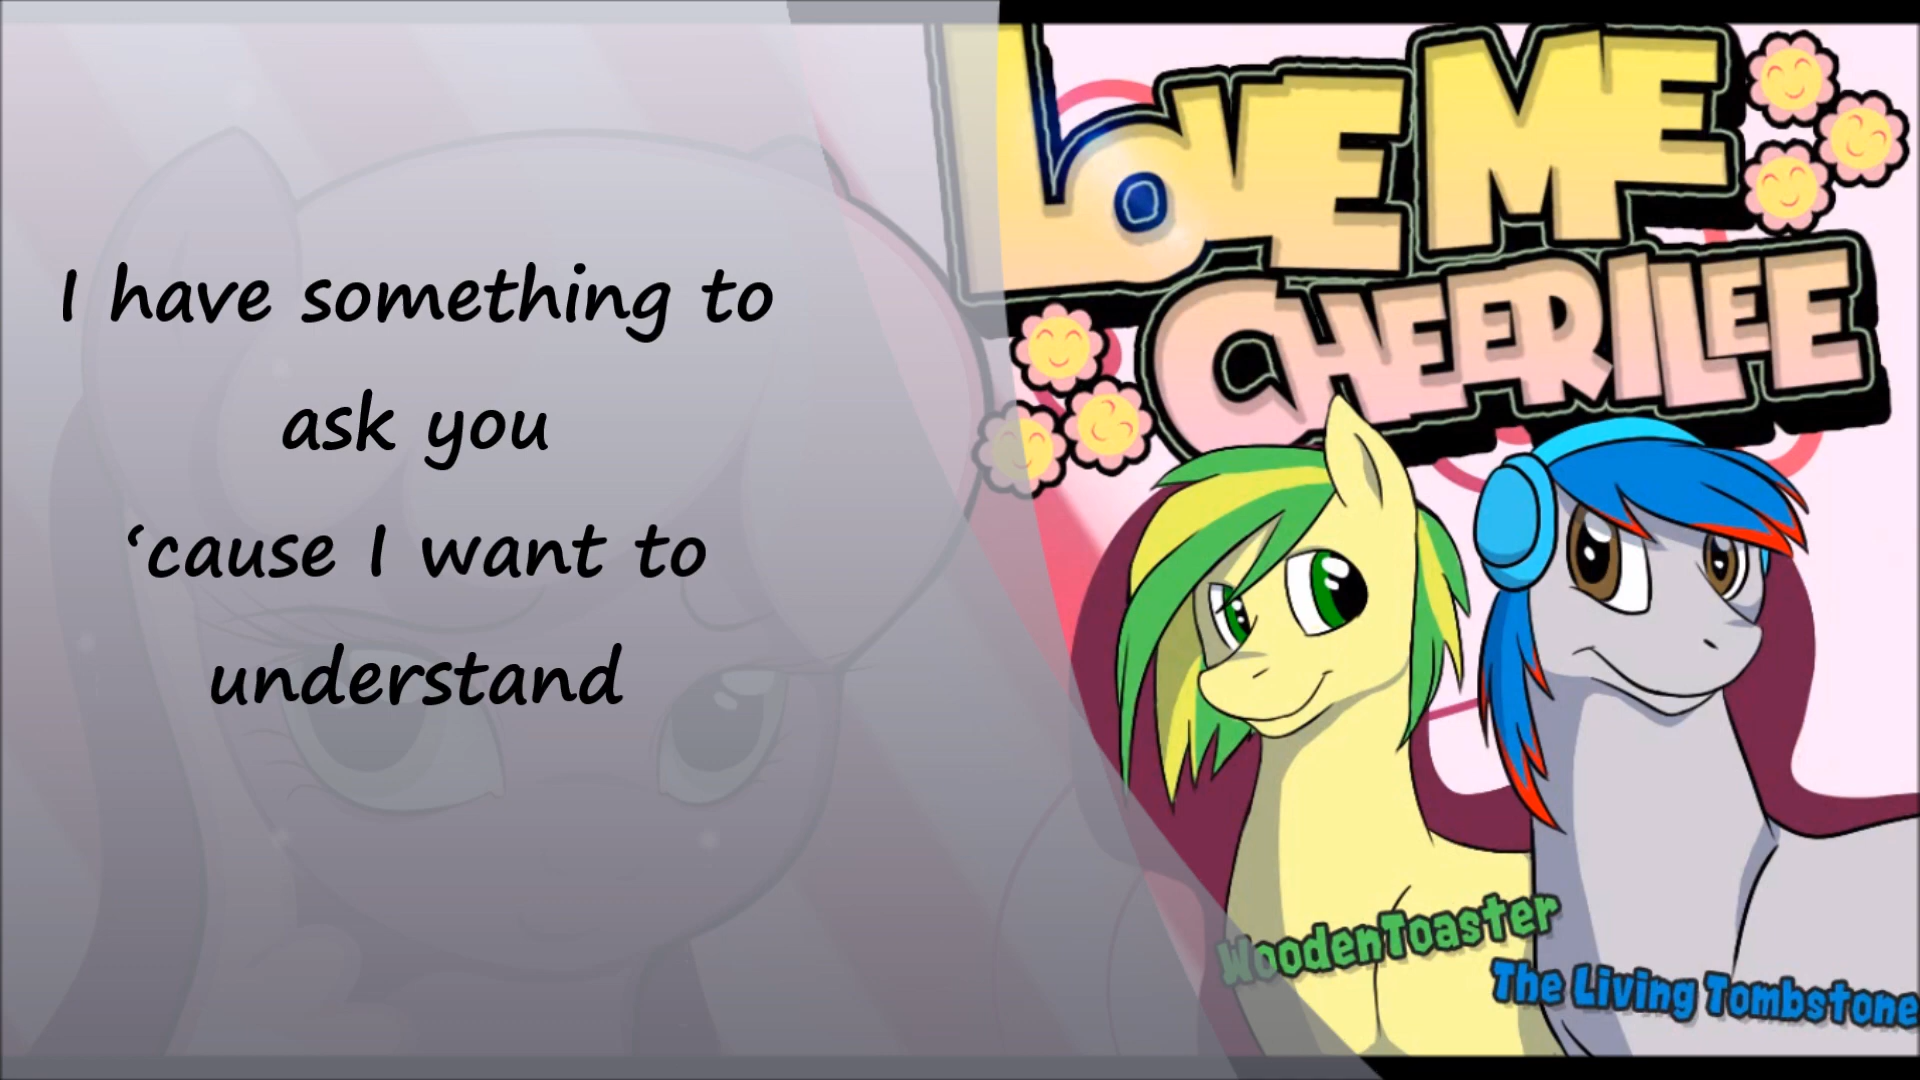 I have something to
ask you
‘cause I want to
understand
LOVE ME
CHEERILEE
WoodenToaster
The Living Tombstone